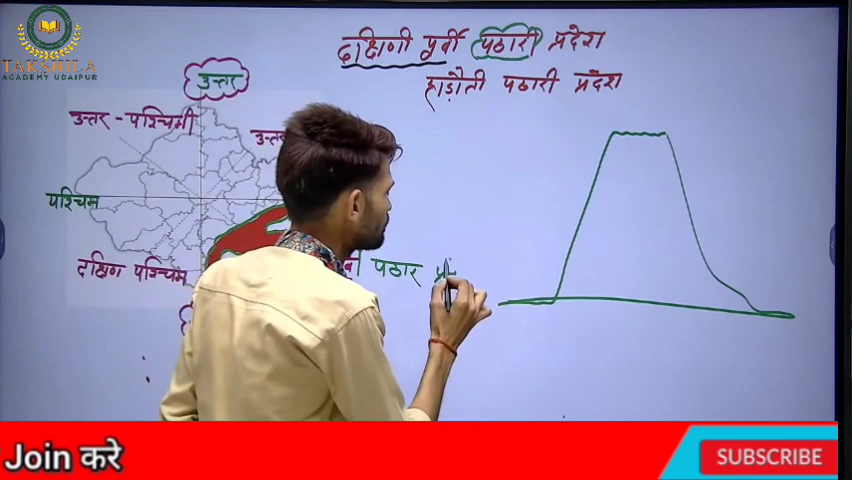 TAKSHILA
ACADEMY UDAIPUR
दक्षिणी पूर्वी पठारी प्रदेश
हाड़ौती पठारी प्रदेश
उत्तर
उत्तर - पश्चिमी
पश्चिम
दक्षिण पश्चिम
पठार
Join करे
SUBSCRIBE